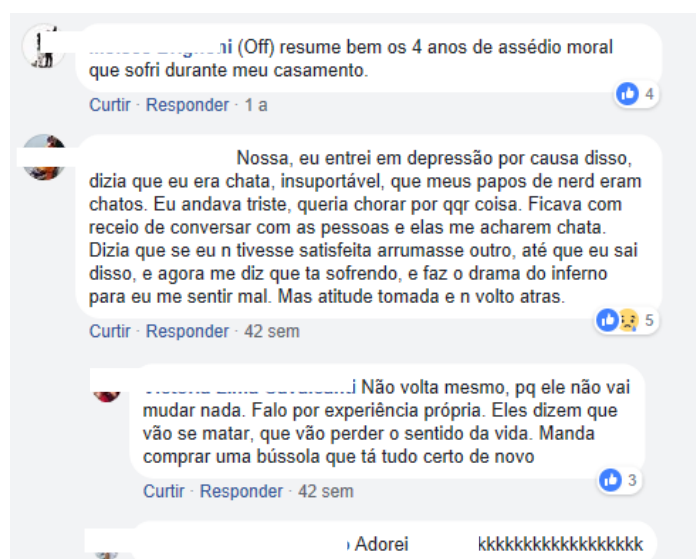 (Off) resume bem os 4 anos de assédio moral
que sofri durante meu casamento.
4
Curtir · Responder · 1 a
Nossa, eu entrei em depressão por causa disso,
dizia que eu era chata, insuportável, que meus papos de nerd eram
chatos. Eu andava triste, queria chorar por qqr coisa. Ficava com
receio de conversar com as pessoas e elas me acharem chata.
Dizia que se eu n tivesse satisfeita arrumasse outro, até que eu sai
disso, e agora me diz que ta sofrendo, e faz o drama do inferno
para eu me sentir mal. Mas atitude tomada e n volto atras.
5
Curtir · Responder · 42 sem
Não volta mesmo, pq ele não vai
mudar nada. Falo por experiência própria. Eles dizem que
vão se matar, que vão perder o sentido da vida. Manda
comprar uma bússola que tá tudo certo de novo
3
Curtir · Responder · 42 sem
Adorei kkkkkkkkkkkkkkkkkkk